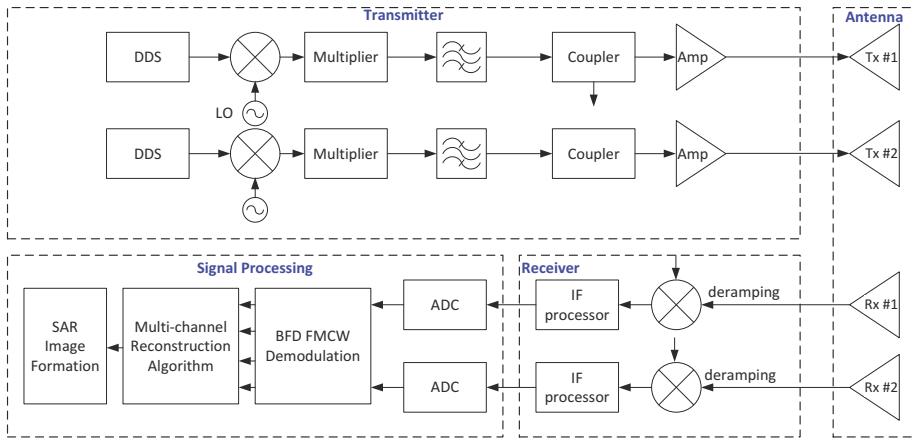 Transmitter
Antenna
DDS
Multiplier
Coupler
Amp
Tx #1
LO
DDS
Multiplier
Coupler
Amp
Tx #2
Signal Processing
Receiver
SAR
Image
Formation
Multi-channel
Reconstruction
Algorithm
BFD FMCW
Demodulation
ADC
IF
processor
deramping
Rx #1
ADC
IF
processor
deramping
Rx #2